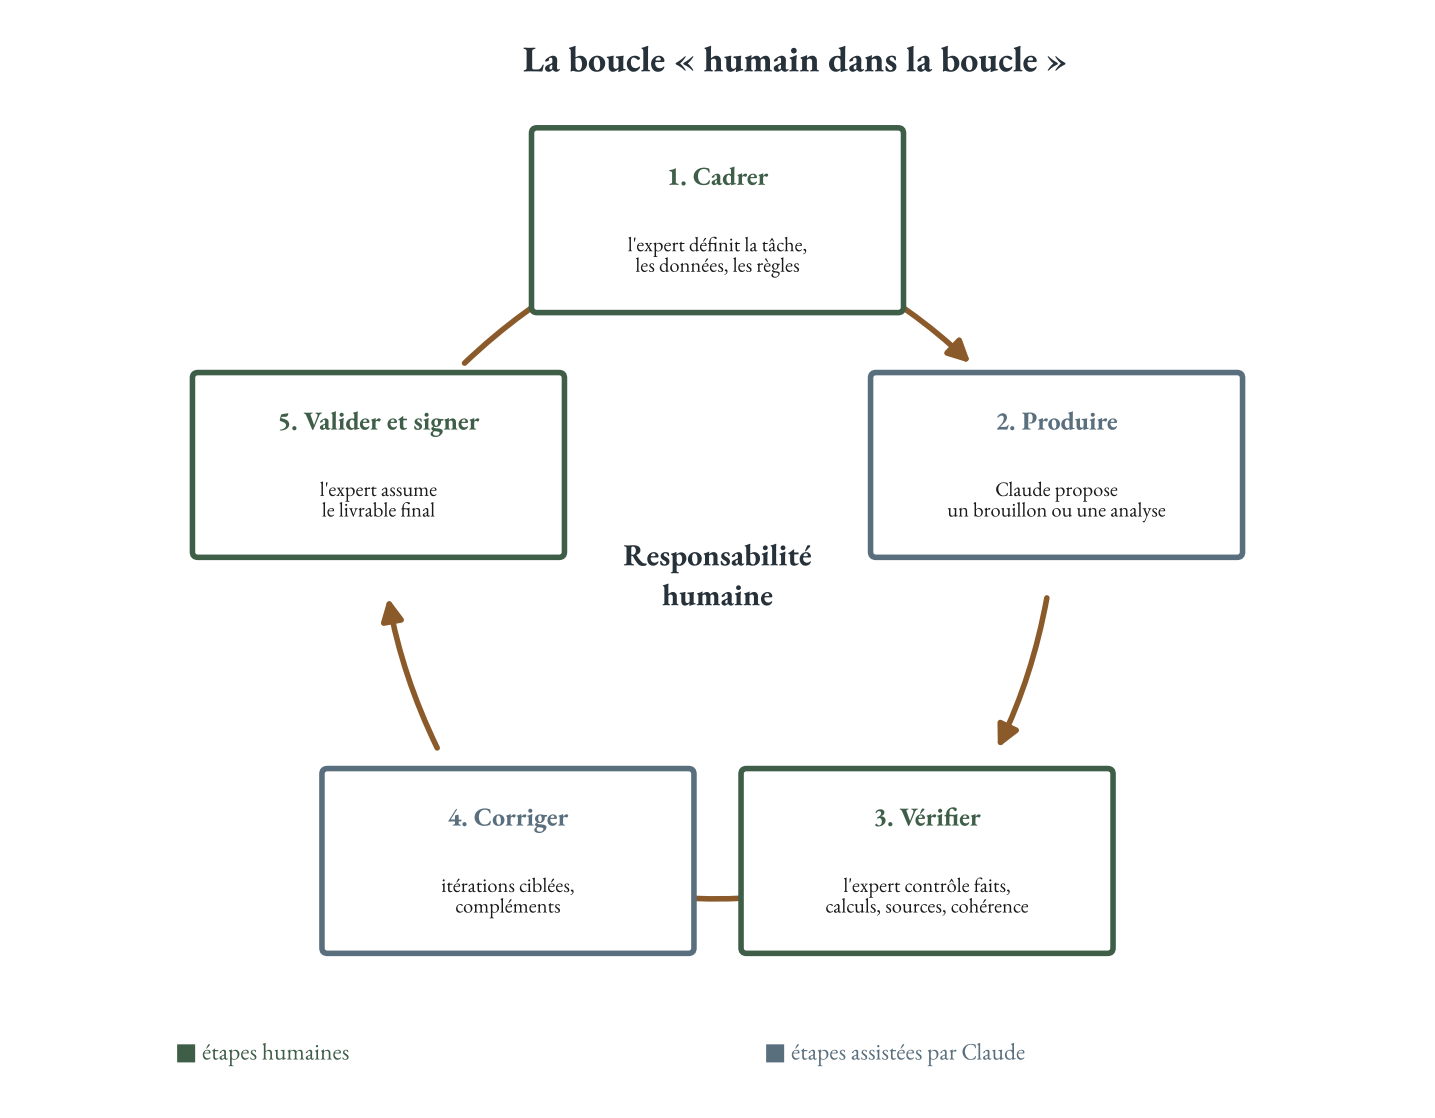 La boucle « humain dans la boucle »
1. Cadrer
l'expert définit la tâche,
les données, les règles
2. Produire
Claude propose
un brouillon ou une analyse
3. Vérifier
l'expert contrôle faits,
calculs, sources, cohérence
4. Corriger
itérations ciblées,
compléments
5. Valider et signer
l'expert assume
le livrable final
Responsabilité
humaine
étapes humaines
étapes assistées par Claude